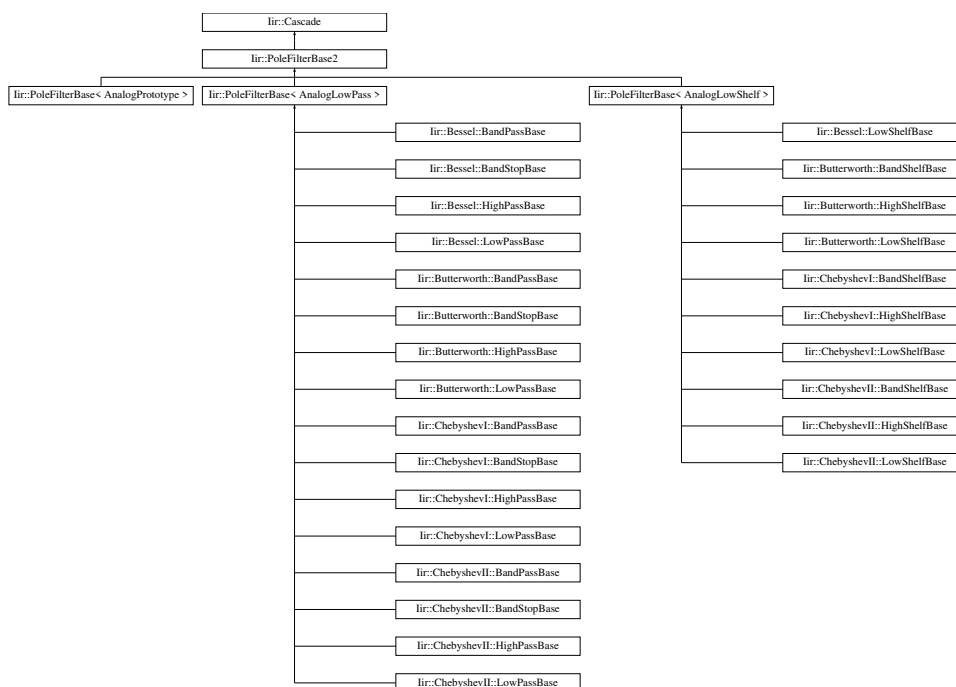 Iir::Cascade
Iir::PoleFilterBase2
Iir::PoleFilterBase< AnalogPrototype >
Iir::PoleFilterBase< AnalogLowPass >
Iir::PoleFilterBase< AnalogLowShelf >
Iir::Bessel::BandPassBase
Iir::Bessel::BandStopBase
Iir::Bessel::HighPassBase
Iir::Bessel::LowPassBase
Iir::Butterworth::BandPassBase
Iir::Butterworth::BandStopBase
Iir::Butterworth::HighPassBase
Iir::Butterworth::LowPassBase
Iir::ChebyshevI::BandPassBase
Iir::ChebyshevI::BandStopBase
Iir::ChebyshevI::HighPassBase
Iir::ChebyshevI::LowPassBase
Iir::ChebyshevII::BandPassBase
Iir::ChebyshevII::BandStopBase
Iir::ChebyshevII::HighPassBase
Iir::ChebyshevII::LowPassBase
Iir::Bessel::LowShelfBase
Iir::Butterworth::BandShelfBase
Iir::Butterworth::HighShelfBase
Iir::Butterworth::LowShelfBase
Iir::ChebyshevI::BandShelfBase
Iir::ChebyshevI::HighShelfBase
Iir::ChebyshevI::LowShelfBase
Iir::ChebyshevII::BandShelfBase
Iir::ChebyshevII::HighShelfBase
Iir::ChebyshevII::LowShelfBase